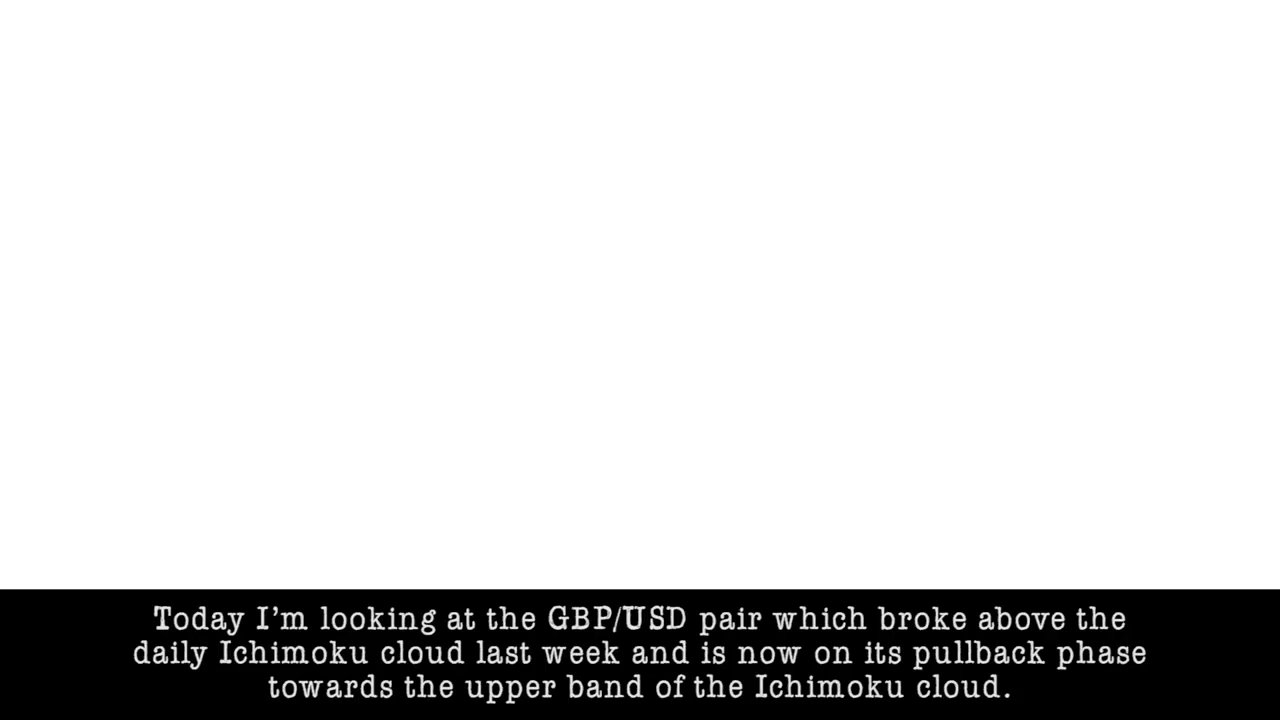 Today I'm looking at the GBP/USD pair which broke above the
daily Ichimoku cloud last week and is now on its pullback phase
towards the upper band of the Ichimoku cloud.